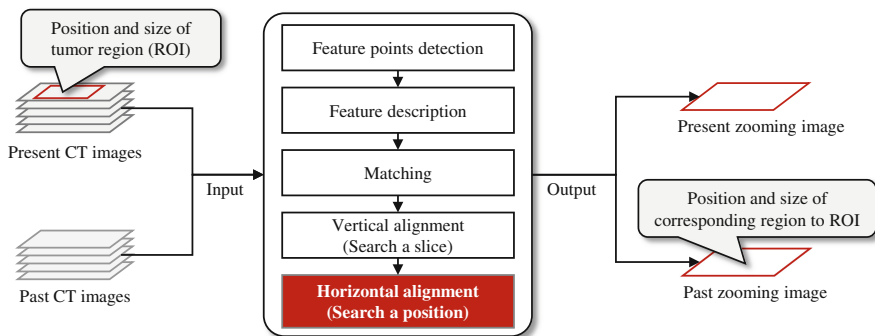 Position and size of
tumor region (ROI)
Present CT images
Past CT images
Input
Feature points detection
Feature description
Matching
Vertical alignment
(Search a slice)
Horizontal alignment
(Search a position)
Output
Present zooming image
Position and size of
corresponding region to ROI
Past zooming image